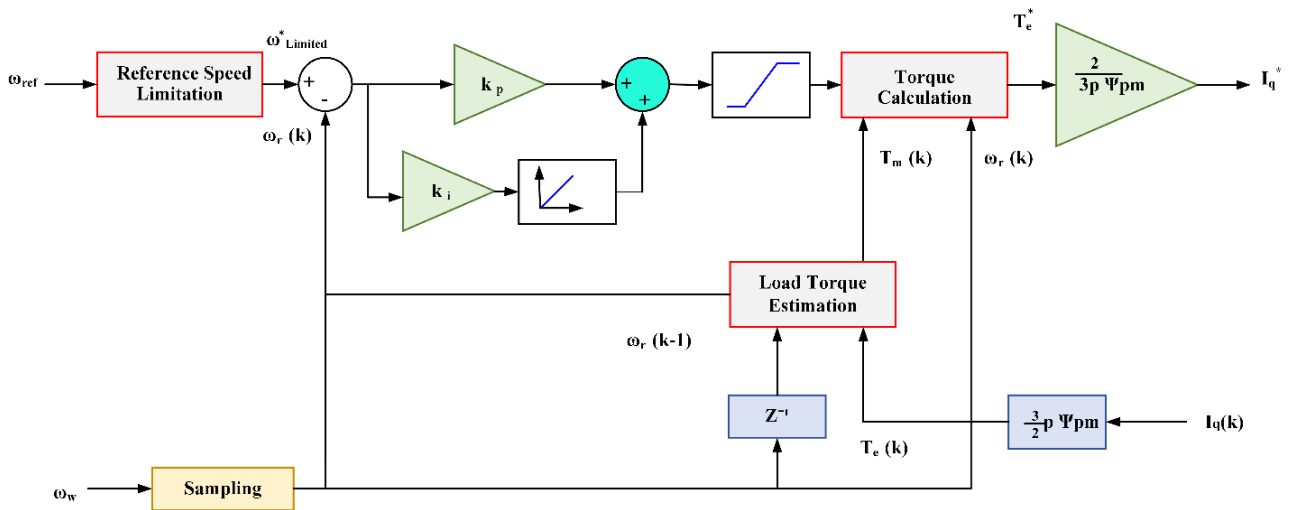 T_e^*
ω^*_Limited
ω_ref
Reference Speed
Limitation
+
-
k_p
+
+
Torque
Calculation
2
3p Ψpm
I_q^*
ω_r (k)
T_m (k)
ω_r (k)
k_i
Load Torque
Estimation
ω_r (k-1)
Z⁻¹
3
2
p Ψpm
I_q(k)
T_e (k)
ω_w
Sampling